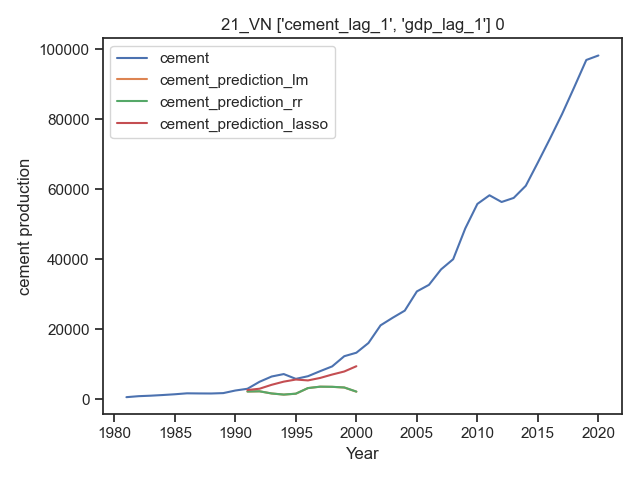 21_VN ['cement_lag_1', 'gdp_lag_1'] 0
cement
cement_prediction_lm
cement_prediction_rr
cement_prediction_lasso
cement production
100000
80000
60000
40000
20000
0
1980 1985 1990 1995 2000 2005 2010 2015 2020
Year